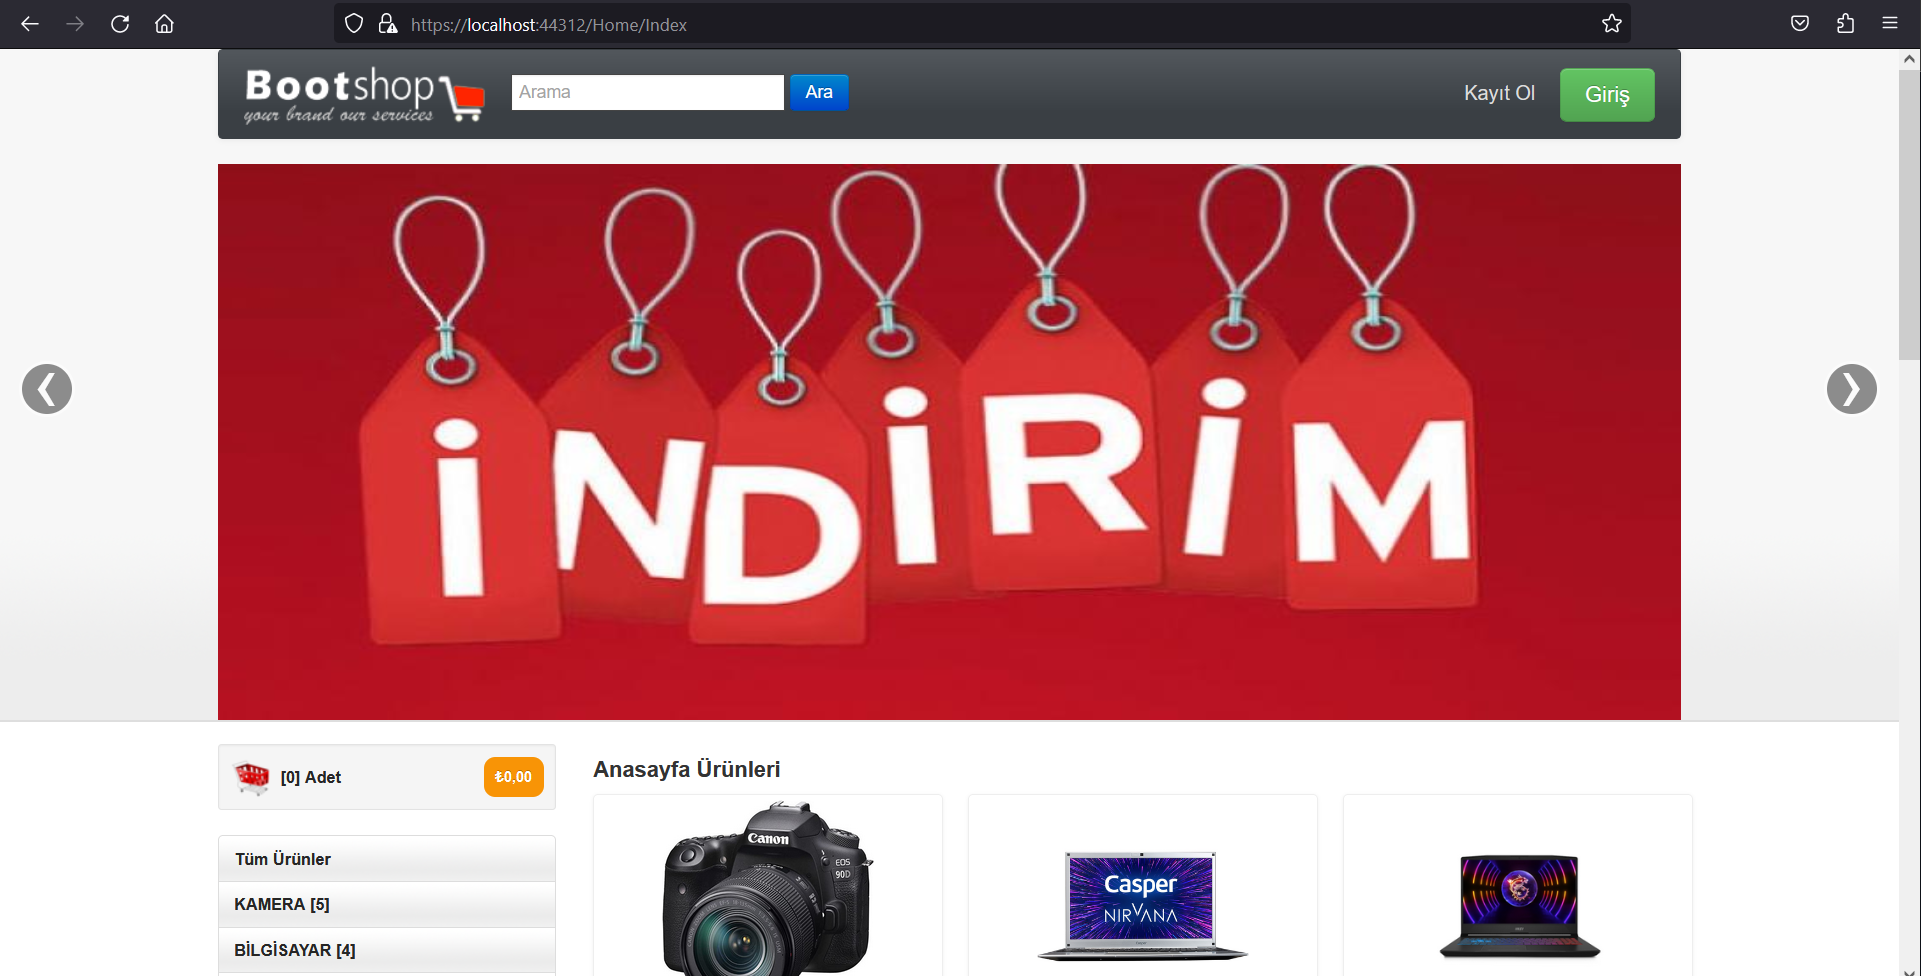 https://localhost:44312/Home/Index
Bootshop
your brand our services
Arama
Ara
Kayıt Ol
Giriş
İNDİRİM
[0] Adet
₺0,00
Anasayfa Ürünleri
Tüm Ürünler
KAMERA [5]
BİLGİSAYAR [4]
Canon
EOS
90D
Casper
NIRVANA